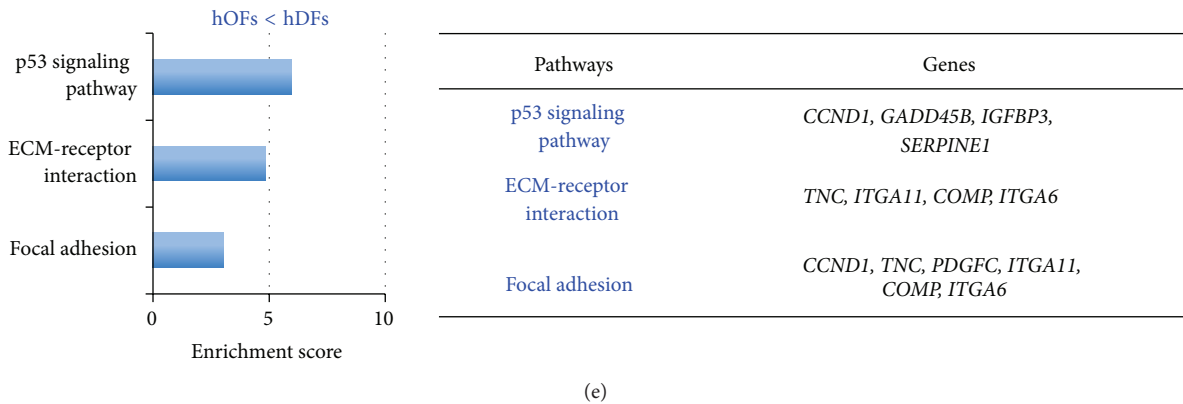 hOFs < hDFs
p53 signaling
pathway
ECM-receptor
interaction
Focal adhesion
0
5
10
Enrichment score
Pathways
Genes
p53 signaling
pathway
CCND1, GADD45B, IGFBP3,
SERPINE1
ECM-receptor
interaction
TNC, ITGA11, COMP, ITGA6
Focal adhesion
CCND1, TNC, PDGFC, ITGA11,
COMP, ITGA6
(e)